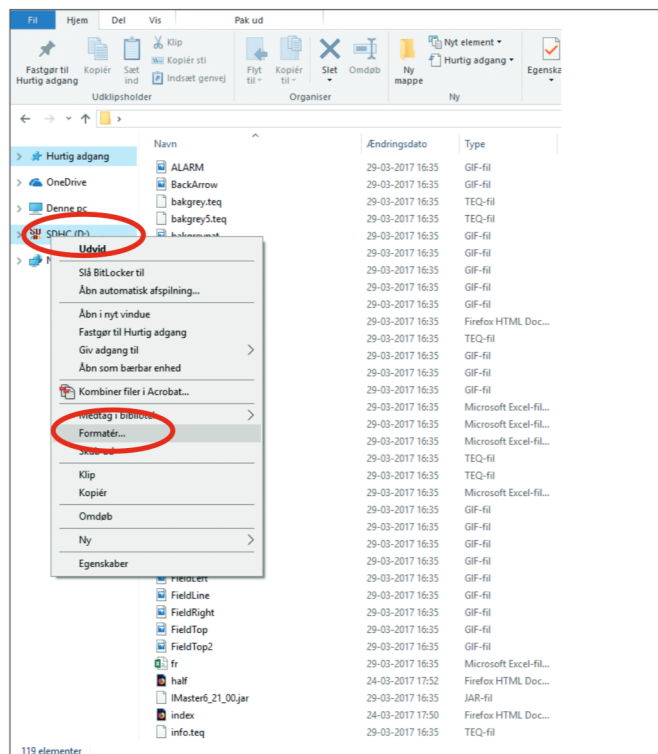 Fil Hjem Del Vis Pak ud
Fastgør til Hurtig adgang
Kopiér
Sæt ind
Klip
Kopiér sti
Indsæt genvej
Flyt til
Kopiér til
Slet
Omdøb
Ny mappe
Nyt element
Hurtig adgang
Egenska
Udklipsholder Organiser Ny
Navn Ændringsdato Type
Hurtig adgang
OneDrive
Denne pc
SDHC (D:)
N
Udvid
Slå BitLocker til
Åbn automatisk afspilning...
Åbn i nyt vindue
Fastgør til Hurtig adgang
Giv adgang til
Åbn som bærbar enhed
Kombiner filer i Acrobat...
Medtag i bibliotek
Formatér...
Klip
Kopiér
Omdøb
Ny
Egenskaber
ALARM 29-03-2017 16:35 GIF-fil
BackArrow 29-03-2017 16:35 GIF-fil
bakgrey.teq 29-03-2017 16:35 TEQ-fil
bakgrey5.teq 29-03-2017 16:35 TEQ-fil
bakgreypat 29-03-2017 16:35 GIF-fil
29-03-2017 16:35 GIF-fil
29-03-2017 16:35 GIF-fil
29-03-2017 16:35 GIF-fil
29-03-2017 16:35 GIF-fil
29-03-2017 16:35 Firefox HTML Doc...
29-03-2017 16:35 TEQ-fil
29-03-2017 16:35 GIF-fil
29-03-2017 16:35 GIF-fil
29-03-2017 16:35 GIF-fil
29-03-2017 16:35 Microsoft Excel-fil...
29-03-2017 16:35 Microsoft Excel-fil...
29-03-2017 16:35 Microsoft Excel-fil...
29-03-2017 16:35 TEQ-fil
29-03-2017 16:35 TEQ-fil
29-03-2017 16:35 Microsoft Excel-fil...
29-03-2017 16:35 GIF-fil
29-03-2017 16:35 GIF-fil
29-03-2017 16:35 GIF-fil
29-03-2017 16:35 GIF-fil
FieldLeft 29-03-2017 16:35 GIF-fil
FieldLine 29-03-2017 16:35 GIF-fil
FieldRight 29-03-2017 16:35 GIF-fil
FieldTop 29-03-2017 16:35 GIF-fil
FieldTop2 29-03-2017 16:35 GIF-fil
fr 29-03-2017 16:35 Microsoft Excel-fil...
half 24-03-2017 17:52 Firefox HTML Doc...
IMaster6_21_00.jar 29-03-2017 16:35 JAR-fil
index 24-03-2017 17:50 Firefox HTML Doc...
info.teq 29-03-2017 16:35 TEQ-fil
119 elementer